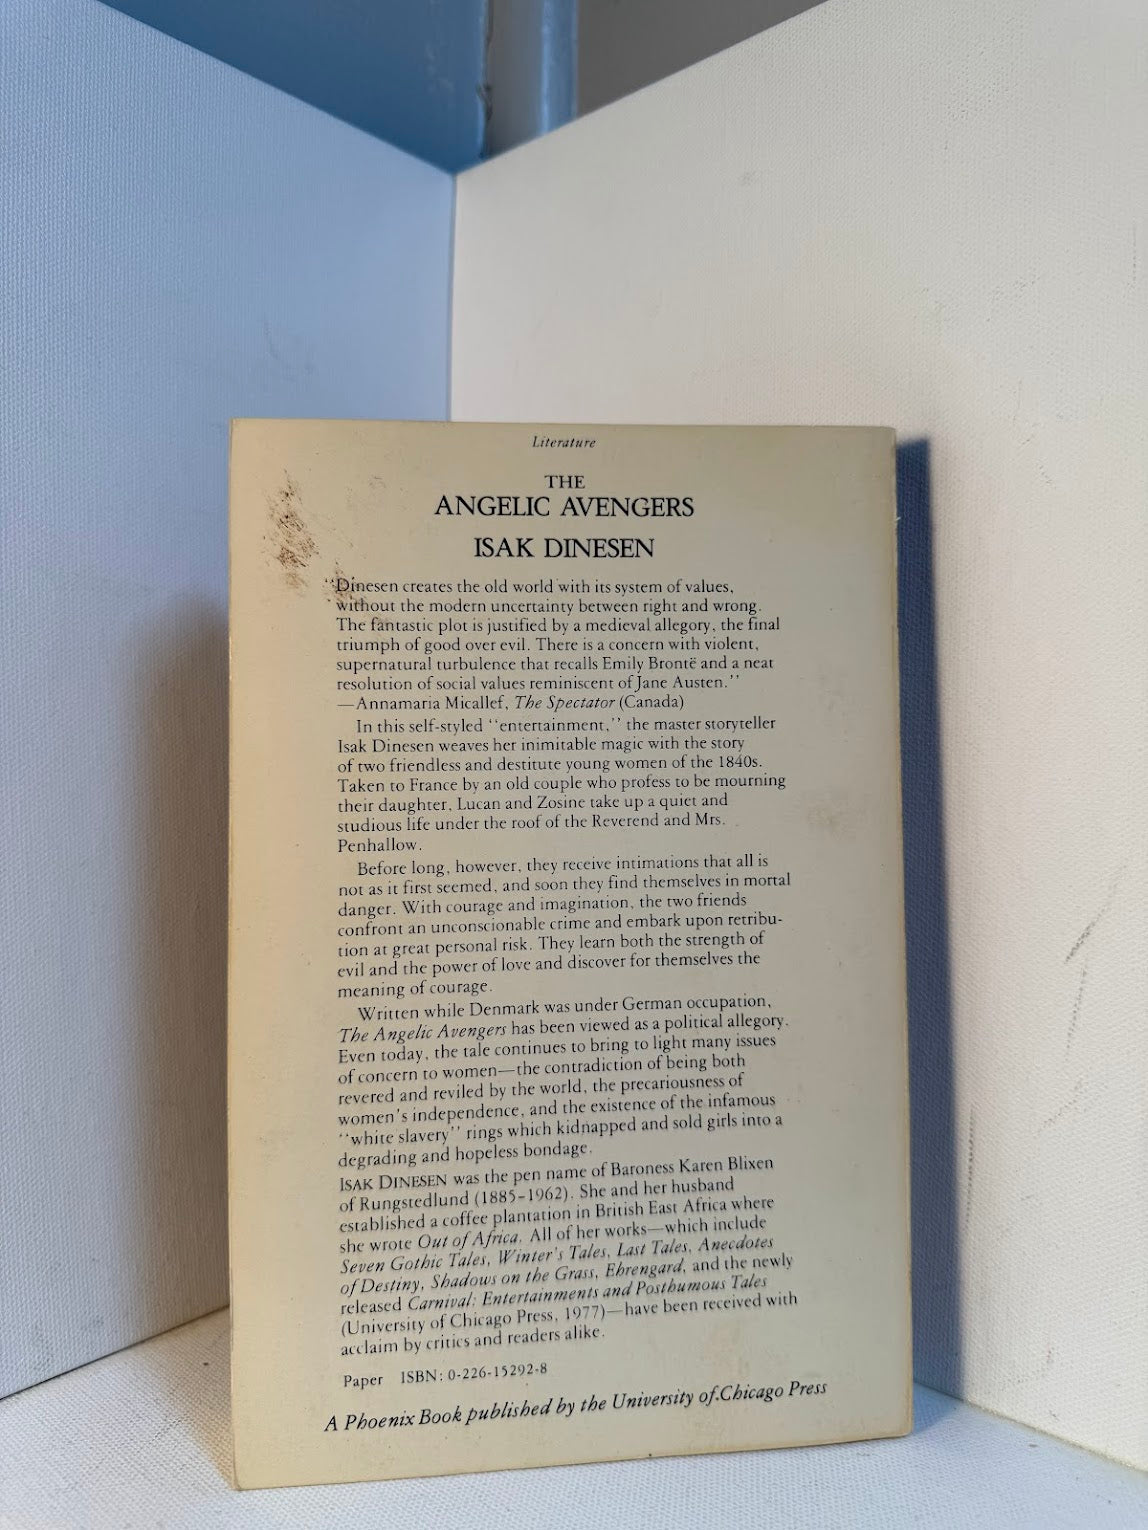 Literature
THE
ANGELIC AVENGERS
ISAK DINESEN
‘‘Dinesen creates the old world with its system of values,
without the modern uncertainty between right and wrong.
The fantastic plot is justified by a medieval allegory, the final
triumph of good over evil. There is a concern with violent,
supernatural turbulence that recalls Emily Brontë and a neat
resolution of social values reminiscent of Jane Austen.’’
—Annamaria Micallef, The Spectator (Canada)
In this self-styled ‘‘entertainment,’’ the master storyteller
Isak Dinesen weaves her inimitable magic with the story
of two friendless and destitute young women of the 1840s.
Taken to France by an old couple who profess to be mourning
their daughter, Lucan and Zosine take up a quiet and
studious life under the roof of the Reverend and Mrs.
Penhallow.
Before long, however, they receive intimations that all is
not as it first seemed, and soon they find themselves in mortal
danger. With courage and imagination, the two friends
confront an unconscionable crime and embark upon retribu-
tion at great personal risk. They learn both the strength of
evil and the power of love and discover for themselves the
meaning of courage.
Written while Denmark was under German occupation,
The Angelic Avengers has been viewed as a political allegory.
Even today, the tale continues to bring to light many issues
of concern to women—the contradiction of being both
revered and reviled by the world, the precariousness of
women's independence, and the existence of the infamous
‘‘white slavery’’ rings which kidnapped and sold girls into a
degrading and hopeless bondage.
ISAK DINESEN was the pen name of Baroness Karen Blixen
of Rungstedlund (1885-1962). She and her husband
established a coffee plantation in British East Africa where
she wrote Out of Africa. All of her works—which include
Seven Gothic Tales, Winter's Tales, Last Tales, Anecdotes
of Destiny, Shadows on the Grass, Ehrengard, and the newly
released Carnival: Entertainments and Posthumous Tales
(University of Chicago Press, 1977)—have been received with
acclaim by critics and readers alike.
Paper ISBN: 0-226-15292-8
A Phoenix Book published by the University of Chicago Press